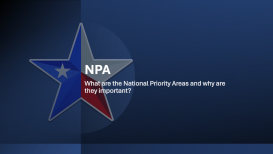 NPA
What are the National Priority Areas and why are
they important?